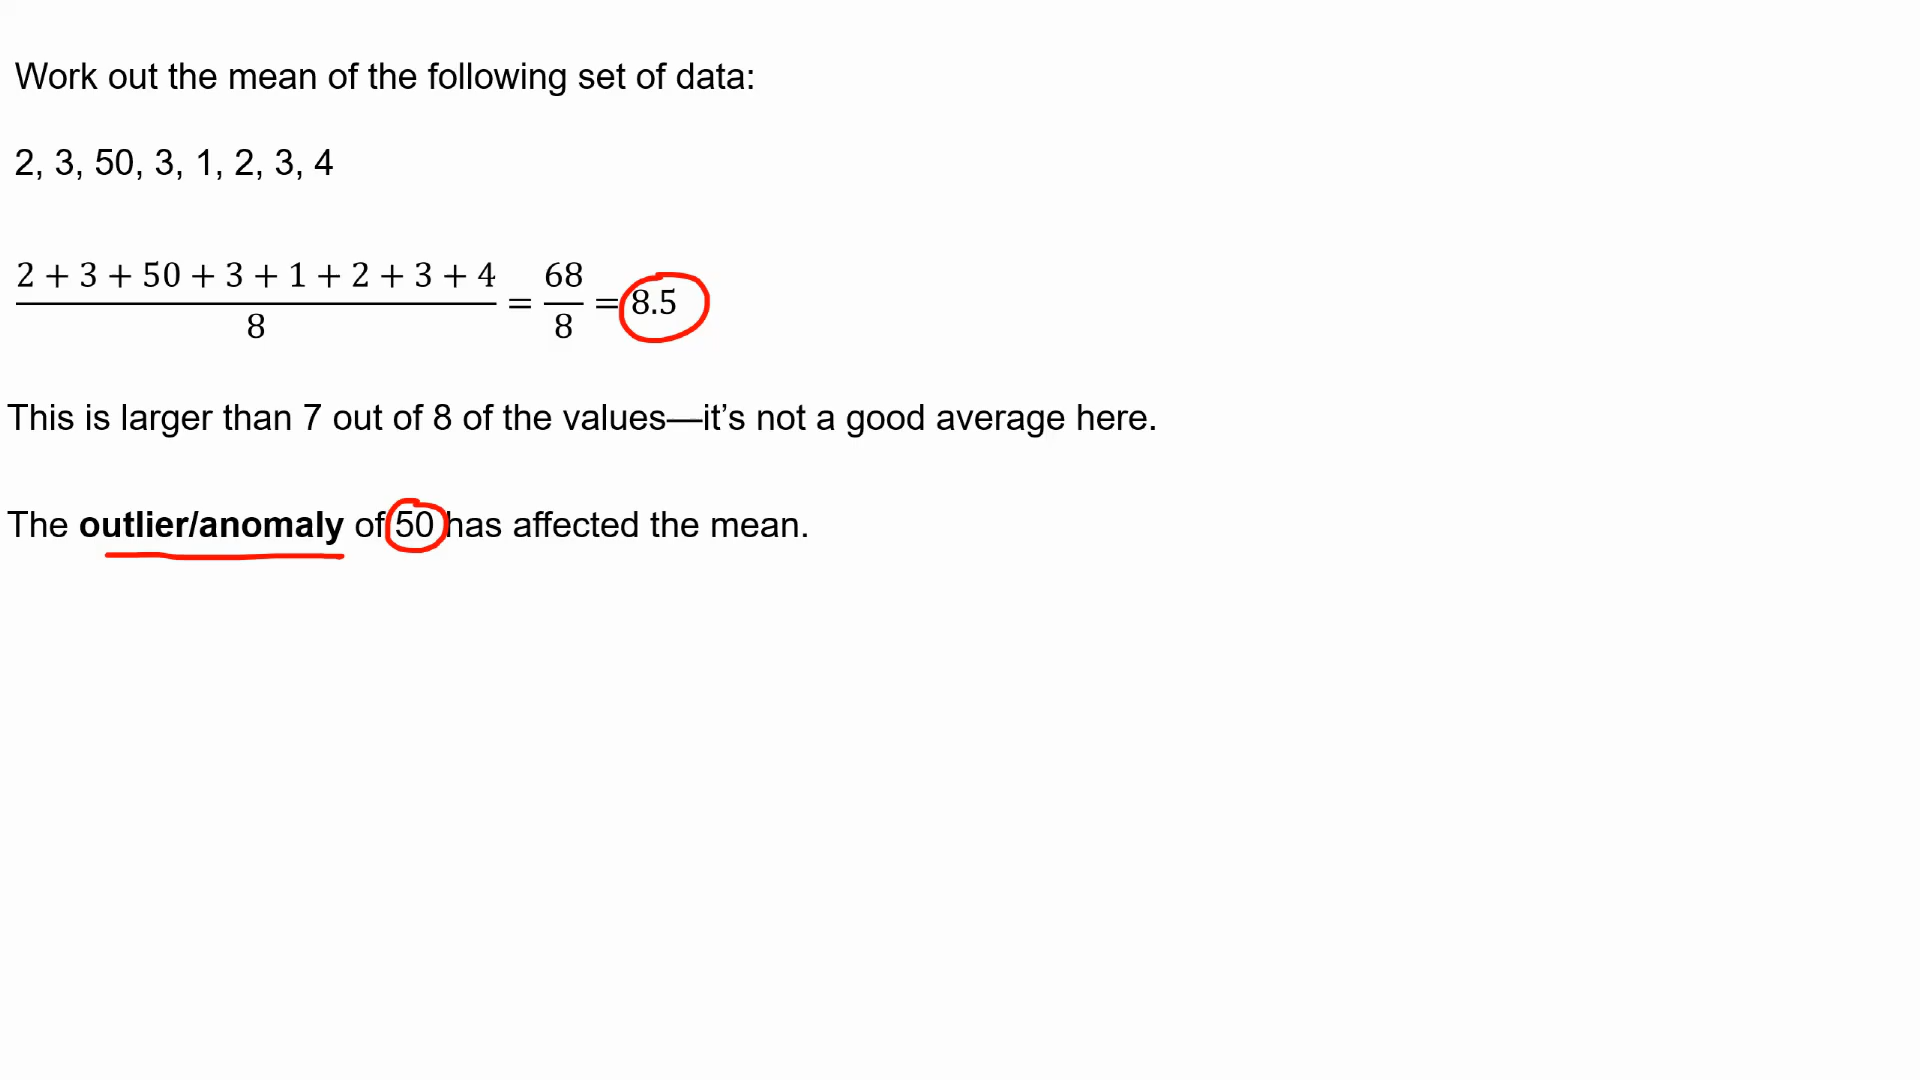 Work out the mean of the following set of data:
2, 3, 50, 3, 1, 2, 3, 4
2 + 3 + 50 + 3 + 1 + 2 + 3 + 4 / 8 = 68 / 8 = 8.5
This is larger than 7 out of 8 of the values—it’s not a good average here.
The outlier/anomaly of 50 has affected the mean.